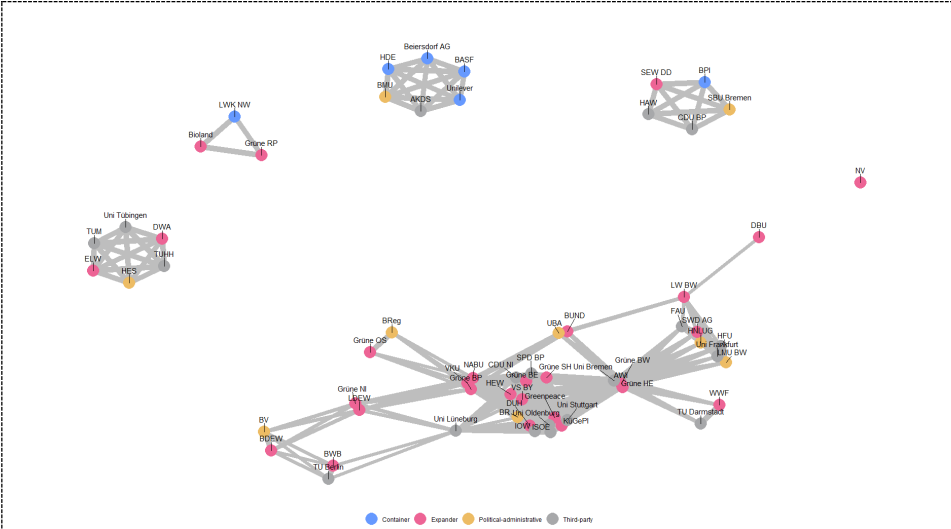 Beiersdorf AG
HDE
BASF
BMU
Unilever
AKDS
SEW DD
BPI
SBU Bremen
HAW
CDU BP
LWK NW
Bioland
Grüne RP
NV
Uni Tübingen
TUM
DWA
ELW
TUHH
HES
DBU
LW BW
FAU
SWD AG
HNLUG
HFU
Uni Frankfurt
LMU BW
BReg
Grüne OS
UBA
BUND
SPD BP
CDU NI
NABU
VKU
Grüne BP
HEW
Grüne BE
Grüne SH
Uni Bremen
Grüne BW
AWI
Grüne HE
VS BY
Greenpeace
DUH
Uni Stuttgart
BR
Uni Oldenburg
KüGePl
IOW
ISOE
WWF
TU Darmstadt
Grüne NI
LDEW
Uni Lüneburg
BV
BDEW
BWB
TU Berlin
Container
Expander
Political-administrative
Third-party